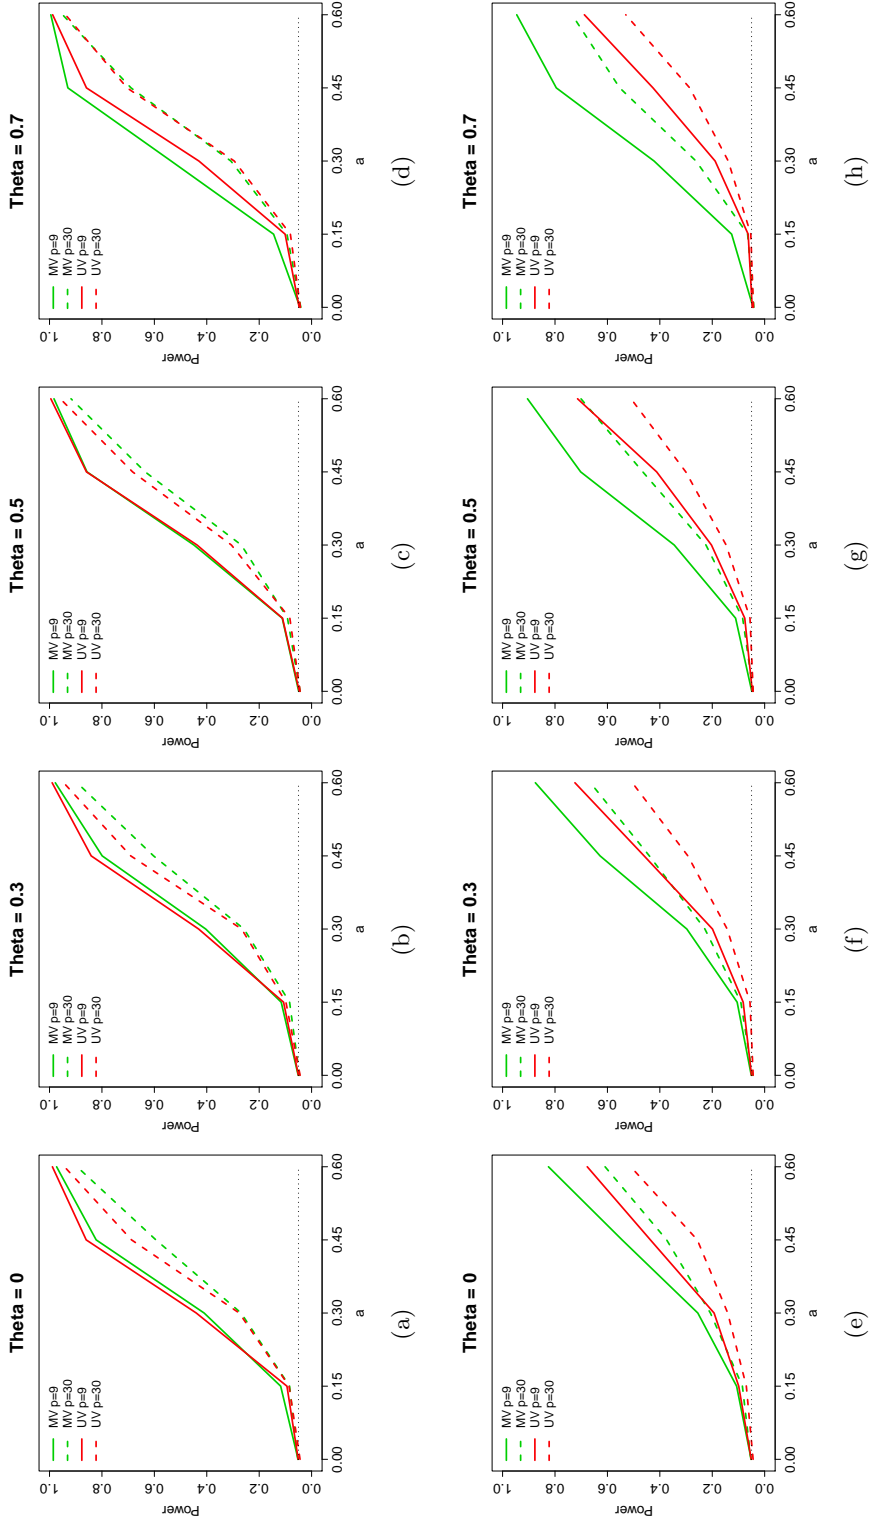 Theta = 0
MV p=9
MV p=30
UV p=9
UV p=30
1.0
0.8
0.6
0.4
0.2
0.0
Power
0.00 0.15 0.30 0.45 0.60
a
(a)
Theta = 0.3
MV p=9
MV p=30
UV p=9
UV p=30
1.0
0.8
0.6
0.4
0.2
0.0
Power
0.00 0.15 0.30 0.45 0.60
a
(b)
Theta = 0.5
MV p=9
MV p=30
UV p=9
UV p=30
1.0
0.8
0.6
0.4
0.2
0.0
Power
0.00 0.15 0.30 0.45 0.60
a
(c)
Theta = 0.7
MV p=9
MV p=30
UV p=9
UV p=30
1.0
0.8
0.6
0.4
0.2
0.0
Power
0.00 0.15 0.30 0.45 0.60
a
(d)
Theta = 0
MV p=9
MV p=30
UV p=9
UV p=30
1.0
0.8
0.6
0.4
0.2
0.0
Power
0.00 0.15 0.30 0.45 0.60
a
(e)
Theta = 0.3
MV p=9
MV p=30
UV p=9
UV p=30
1.0
0.8
0.6
0.4
0.2
0.0
Power
0.00 0.15 0.30 0.45 0.60
a
(f)
Theta = 0.5
MV p=9
MV p=30
UV p=9
UV p=30
1.0
0.8
0.6
0.4
0.2
0.0
Power
0.00 0.15 0.30 0.45 0.60
a
(g)
Theta = 0.7
MV p=9
MV p=30
UV p=9
UV p=30
1.0
0.8
0.6
0.4
0.2
0.0
Power
0.00 0.15 0.30 0.45 0.60
a
(h)